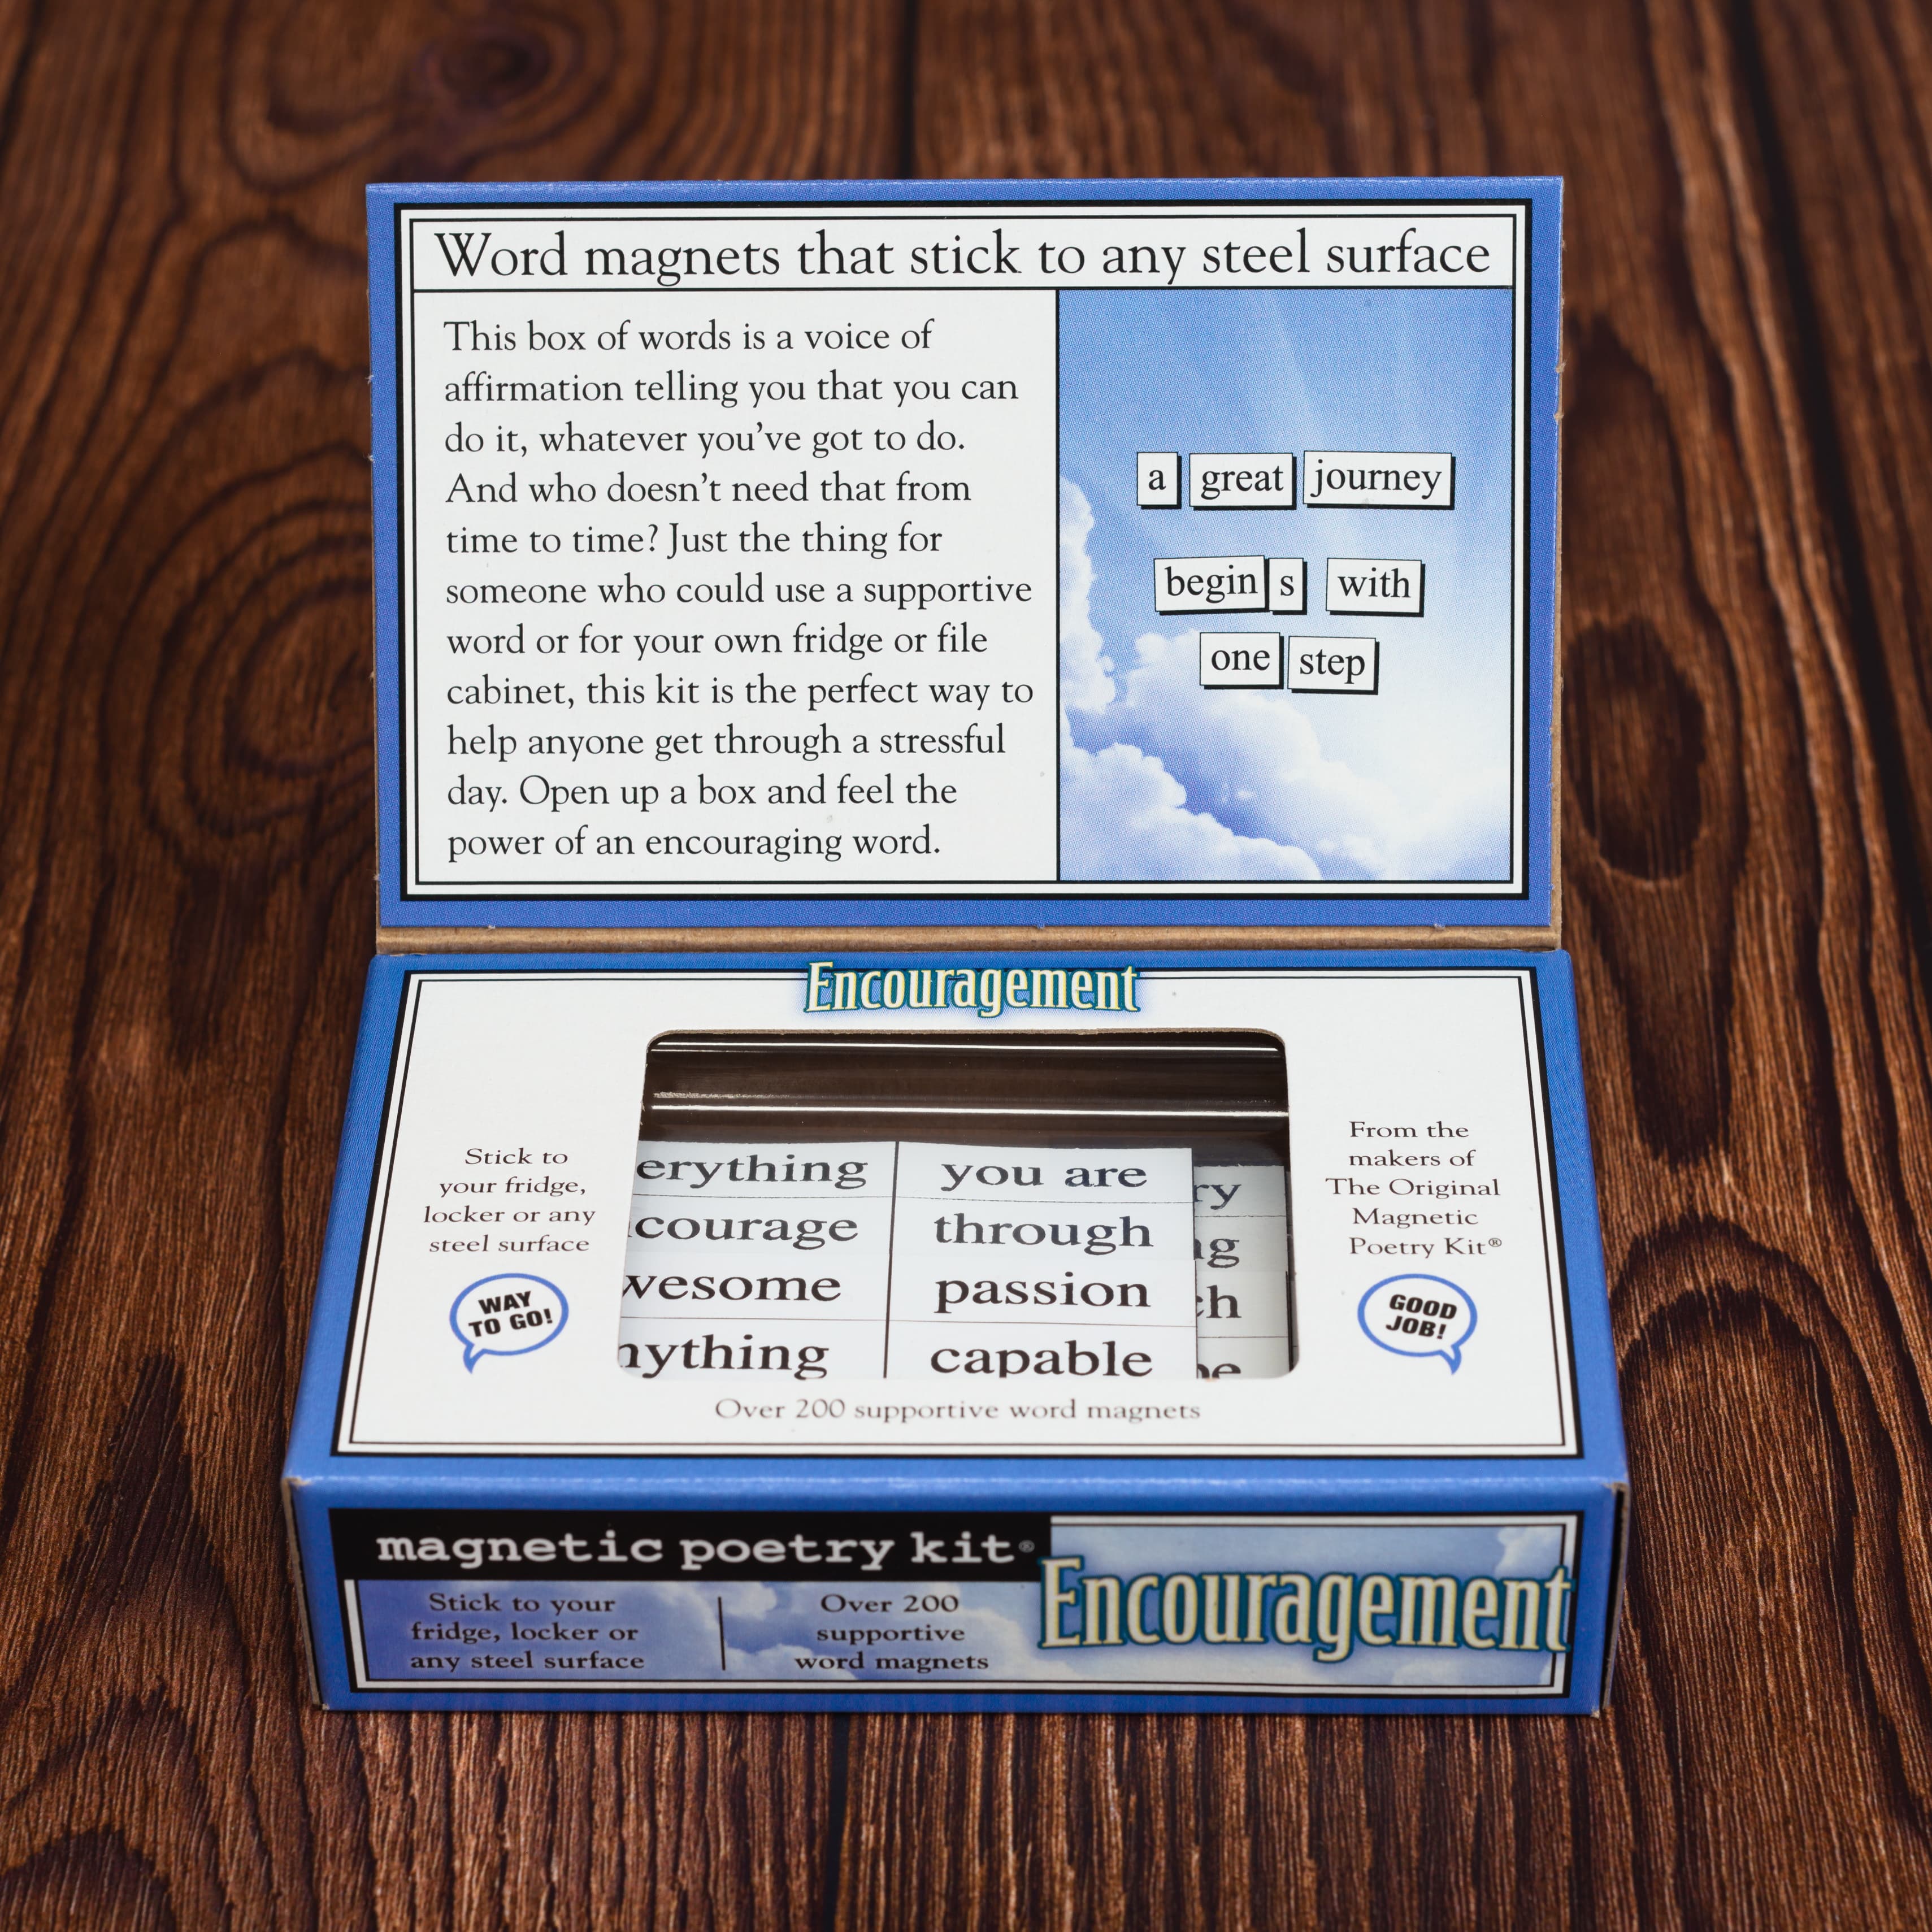 Word magnets that stick to any steel surface
This box of words is a voice of
affirmation telling you that you can
do it, whatever you've got to do.
And who doesn't need that from
time to time? Just the thing for
someone who could use a supportive
word or for your own fridge or file
cabinet, this kit is the perfect way to
help anyone get through a stressful
day. Open up a box and feel the
power of an encouraging word.
a great journey
begin s with
one step
Encouragement
Stick to
your fridge,
locker or any
steel surface
WAY
TO GO!
erything you are ry
courage through g
wesome passion ch
nything capable be
From the
makers of
The Original
Magnetic
Poetry Kit®
GOOD
JOB!
Over 200 supportive word magnets
magnetic poetry kit®
Stick to your
fridge, locker or
any steel surface
Over 200
supportive
word magnets
Encouragement